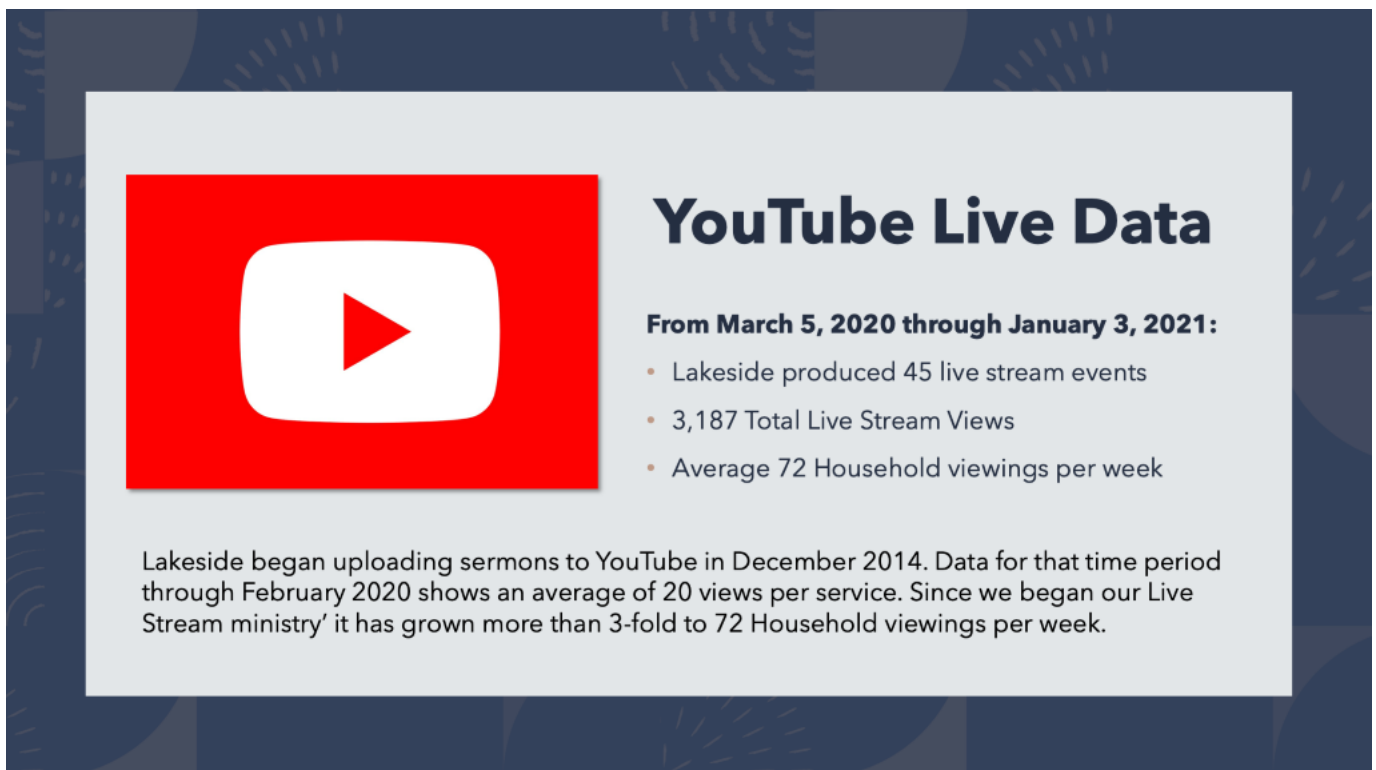 YouTube Live Data
From March 5, 2020 through January 3, 2021:
• Lakeside produced 45 live stream events
• 3,187 Total Live Stream Views
• Average 72 Household viewings per week
Lakeside began uploading sermons to YouTube in December 2014. Data for that time period
through February 2020 shows an average of 20 views per service. Since we began our Live
Stream ministry’ it has grown more than 3-fold to 72 Household viewings per week.